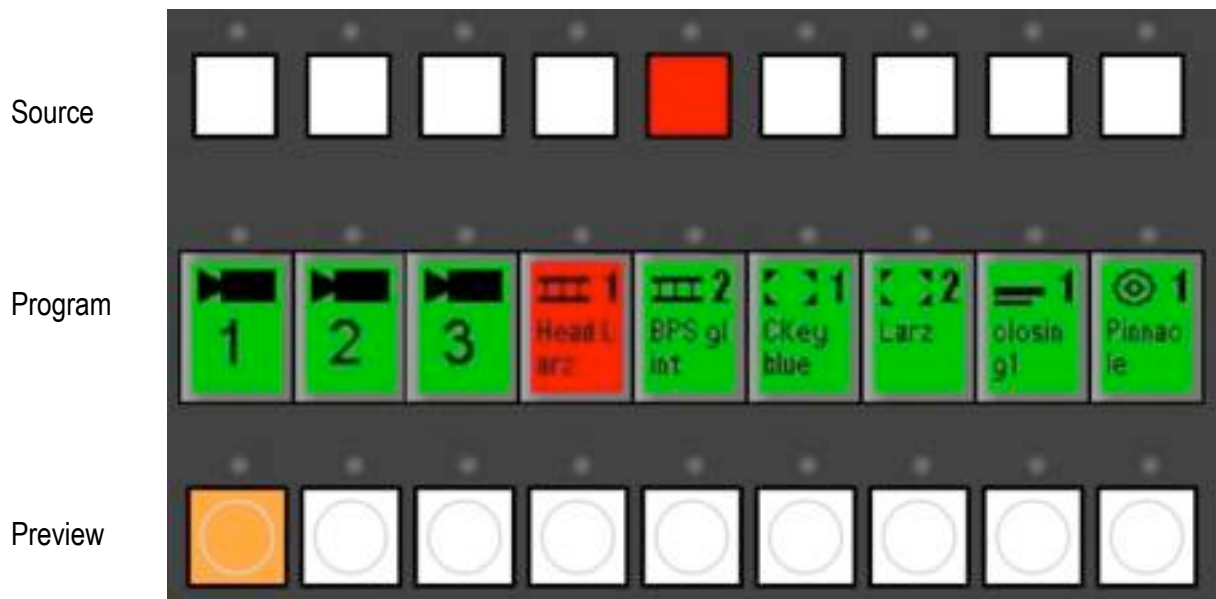 Source
Program
1
2
3
1
Head L
arz
2
BPS gl
int
1
CKey
blue
2
Larz
1
closin
g1
1
Pinnac
le
Preview